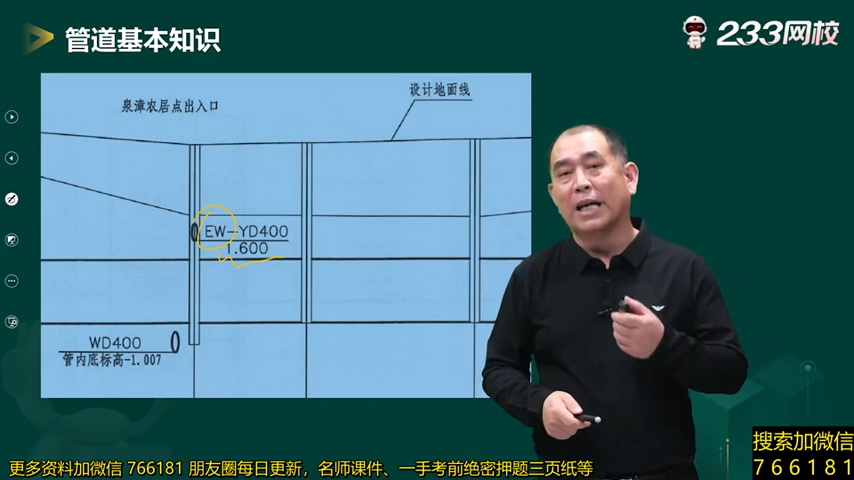 管道基本知识
233网校
泉漳农居点出入口
设计地面线
EW-YD400
1.600
WD400
管内底标高-1.007
搜索加微信
766181
更多资料加微信 766181 朋友圈每日更新，名师课件、一手考前绝密押题三页纸等